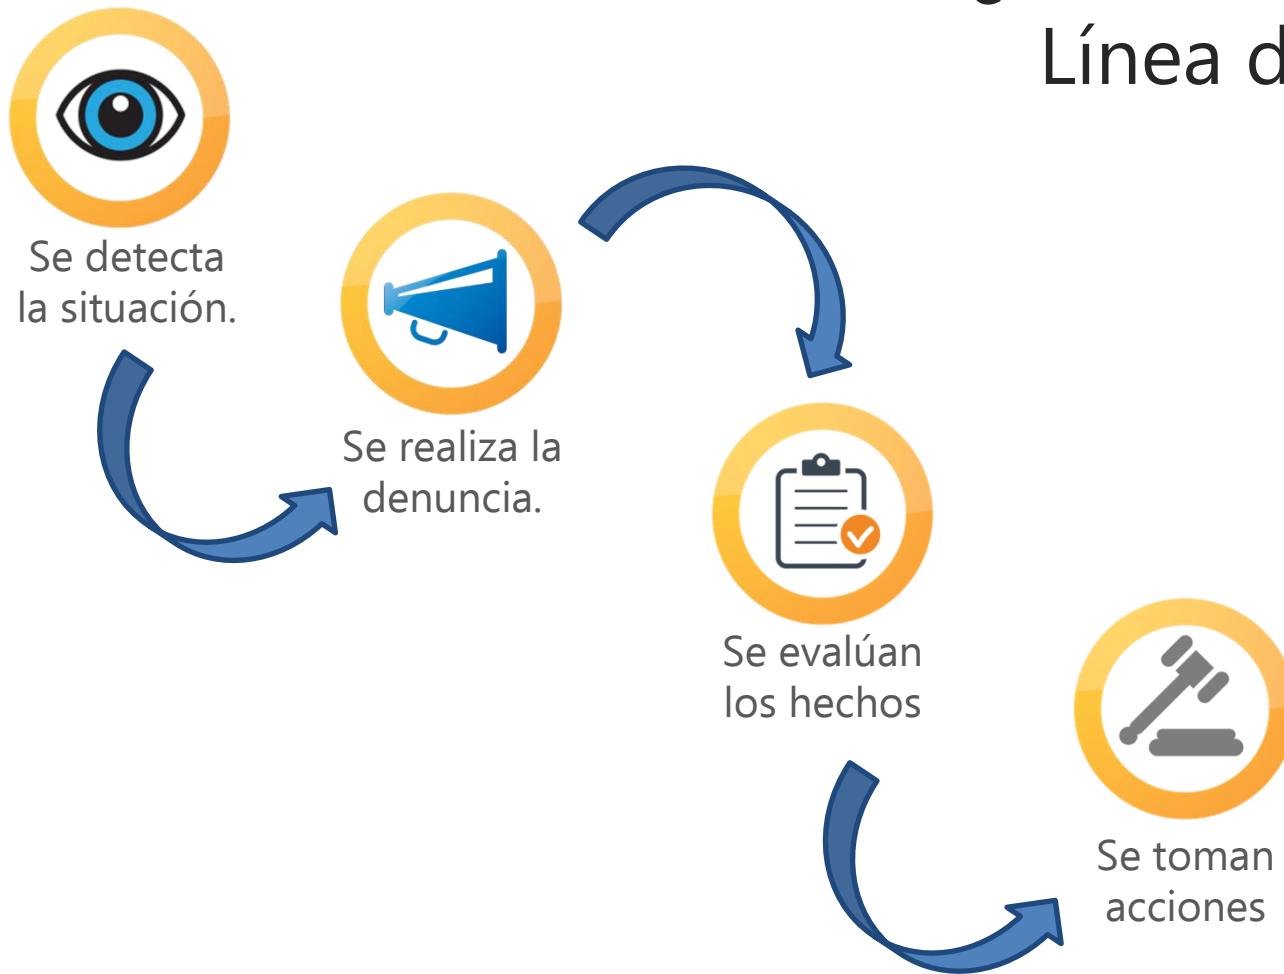 Línea d
Se detecta
la situación.
Se realiza la
denuncia.
Se evalúan
los hechos
Se toman
acciones